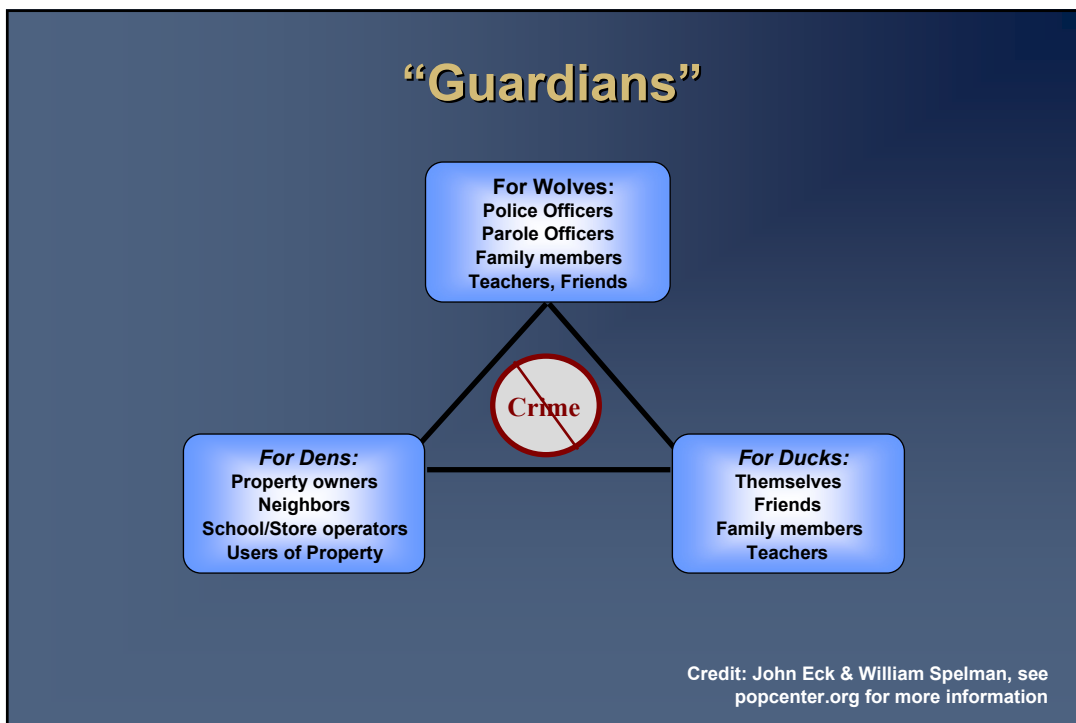 “Guardians”
For Wolves:
Police Officers
Parole Officers
Family members
Teachers, Friends
Crime
For Dens:
Property owners
Neighbors
School/Store operators
Users of Property
For Ducks:
Themselves
Friends
Family members
Teachers
Credit: John Eck & William Spelman, see
popcenter.org for more information